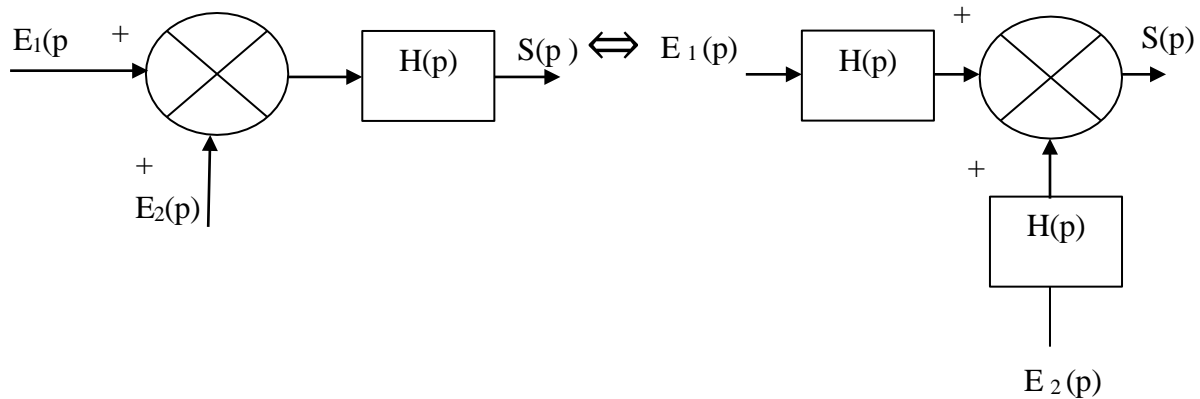 E1(p +
H(p)
S(p)
+
E2(p)
⇔
E 1 (p)
H(p)
+
S(p)
+
H(p)
E 2 (p)